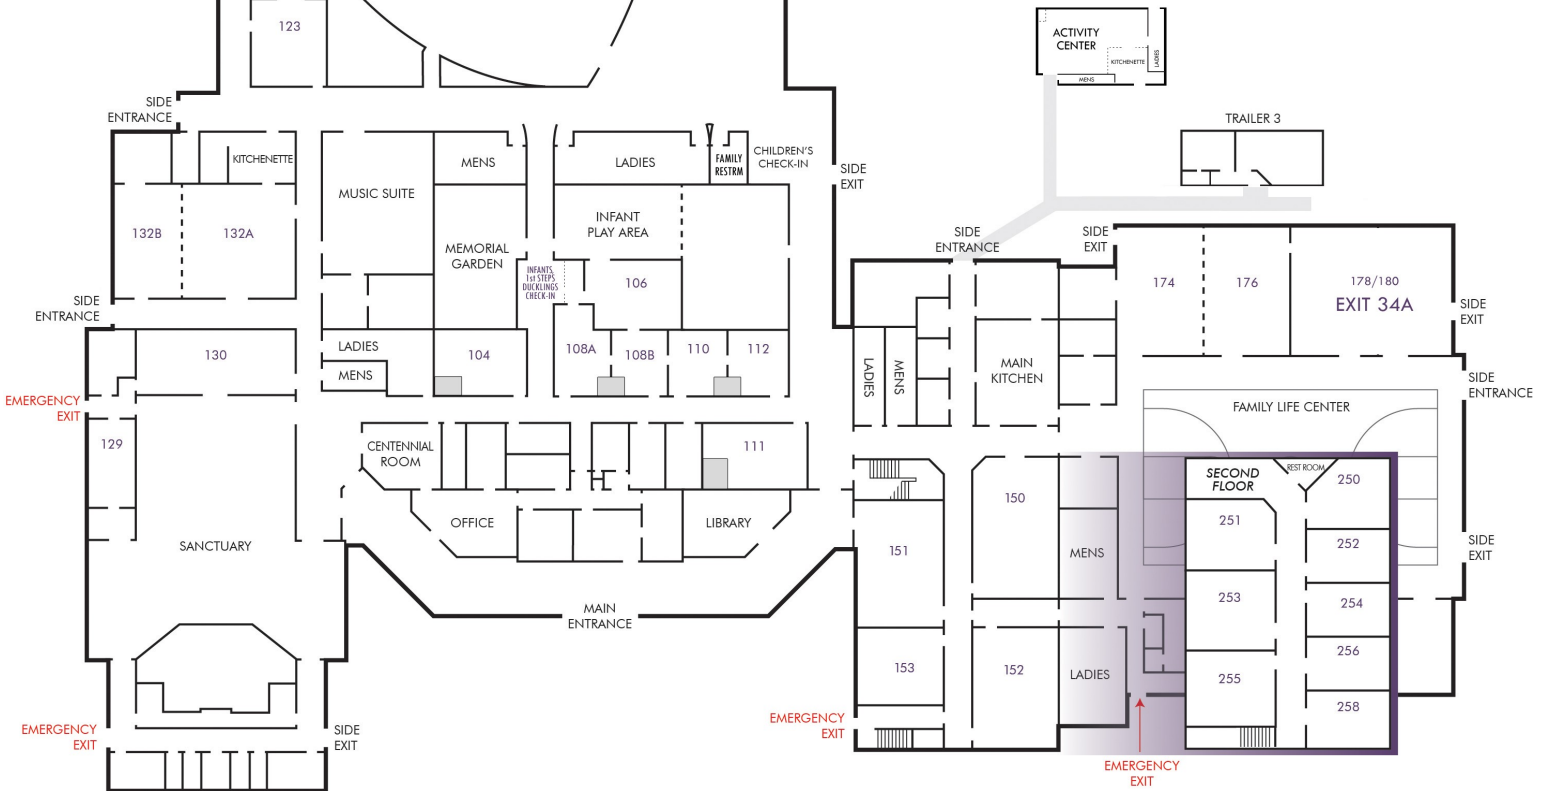 123
ACTIVITY
CENTER
KITCHENETTE
LADIES
MENS
SIDE
ENTRANCE
TRAILER 3
KITCHENETTE
MUSIC SUITE
MENS
LADIES
FAMILY
RESTRM
CHILDREN'S
CHECK-IN
SIDE
EXIT
132B
132A
MEMORIAL
GARDEN
INFANT
PLAY AREA
INFANTS,
1st STEPS
DUCKLINGS
CHECK-IN
106
SIDE
ENTRANCE
SIDE
EXIT
174
176
178/180
EXIT 34A
SIDE
EXIT
SIDE
ENTRANCE
130
LADIES
MENS
104
108A
108B
110
112
LADIES
MENS
MAIN
KITCHEN
SIDE
ENTRANCE
FAMILY LIFE CENTER
EMERGENCY
EXIT
129
CENTENNIAL
ROOM
111
SECOND
FLOOR
REST ROOM
250
150
OFFICE
LIBRARY
251
252
SANCTUARY
151
MENS
SIDE
EXIT
253
254
MAIN
ENTRANCE
153
152
LADIES
255
256
258
EMERGENCY
EXIT
SIDE
EXIT
EMERGENCY
EXIT
EMERGENCY
EXIT